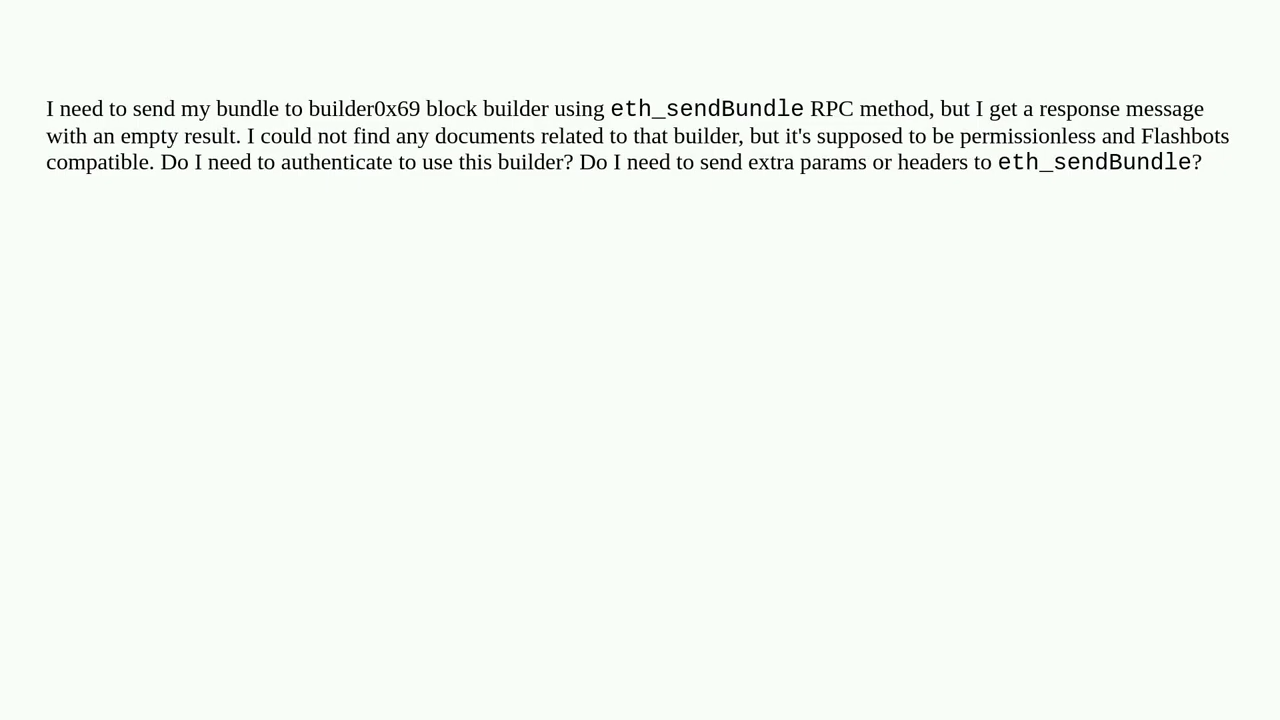 I need to send my bundle to builder0x69 block builder using eth_sendBundle RPC method, but I get a response message
with an empty result. I could not find any documents related to that builder, but it's supposed to be permissionless and Flashbots
compatible. Do I need to authenticate to use this builder? Do I need to send extra params or headers to eth_sendBundle?